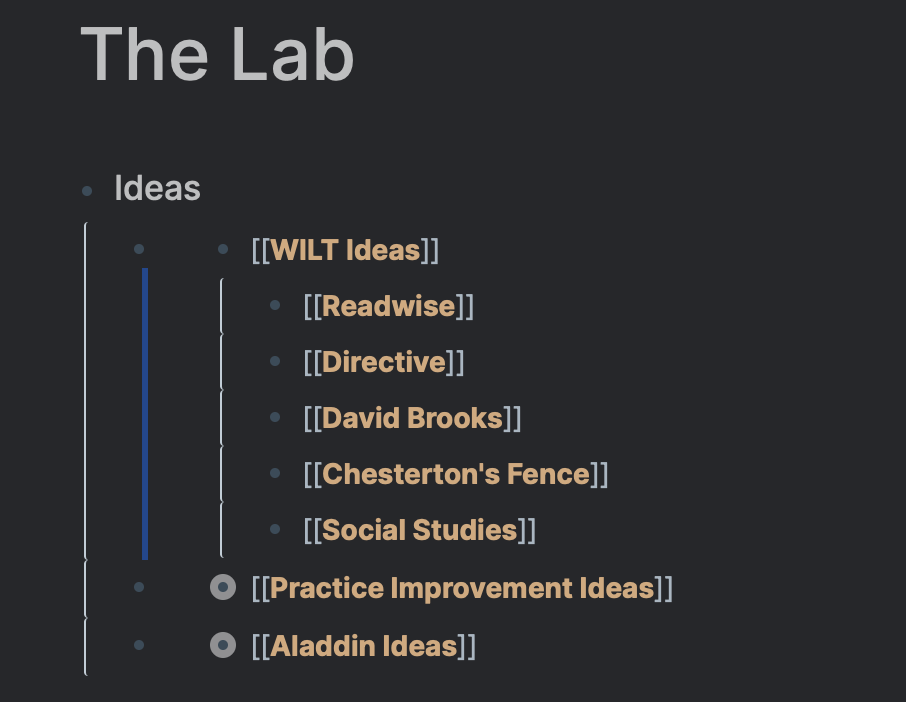 The Lab
Ideas
[[WILT Ideas]]
[[Readwise]]
[[Directive]]
[[David Brooks]]
[[Chesterton's Fence]]
[[Social Studies]]
[[Practice Improvement Ideas]]
[[Aladdin Ideas]]